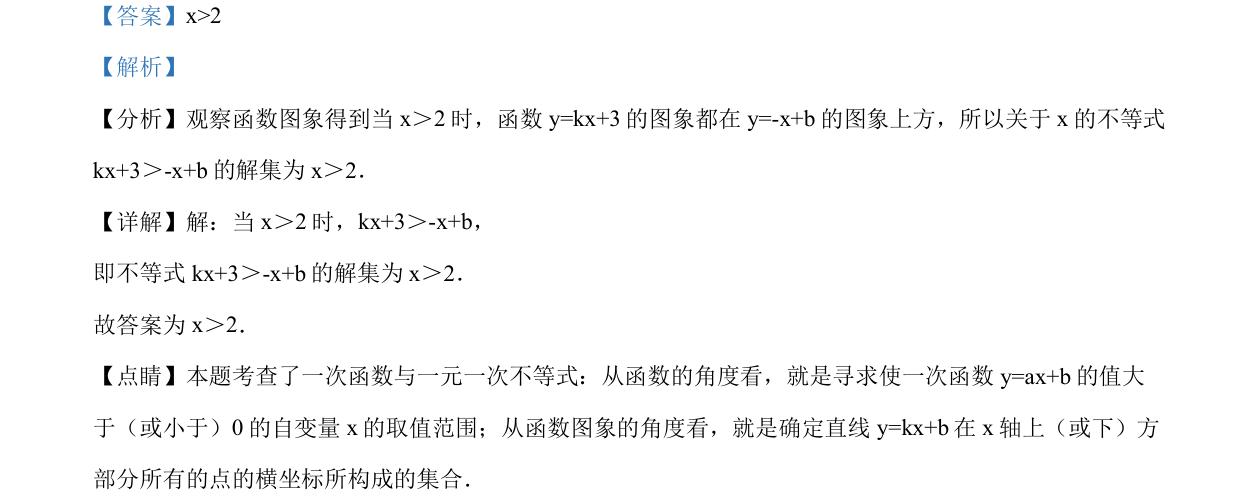 【答案】x>2
【解析】
【分析】观察函数图象得到当 x＞2 时，函数 y=kx+3 的图象都在 y=-x+b 的图象上方，所以关于 x 的不等式
kx+3＞-x+b 的解集为 x＞2．
【详解】解：当 x＞2 时，kx+3＞-x+b，
即不等式 kx+3＞-x+b 的解集为 x＞2．
故答案为 x＞2．
【点睛】本题考查了一次函数与一元一次不等式：从函数的角度看，就是寻求使一次函数 y=ax+b 的值大
于（或小于）0 的自变量 x 的取值范围；从函数图象的角度看，就是确定直线 y=kx+b 在 x 轴上（或下）方
部分所有的点的横坐标所构成的集合．